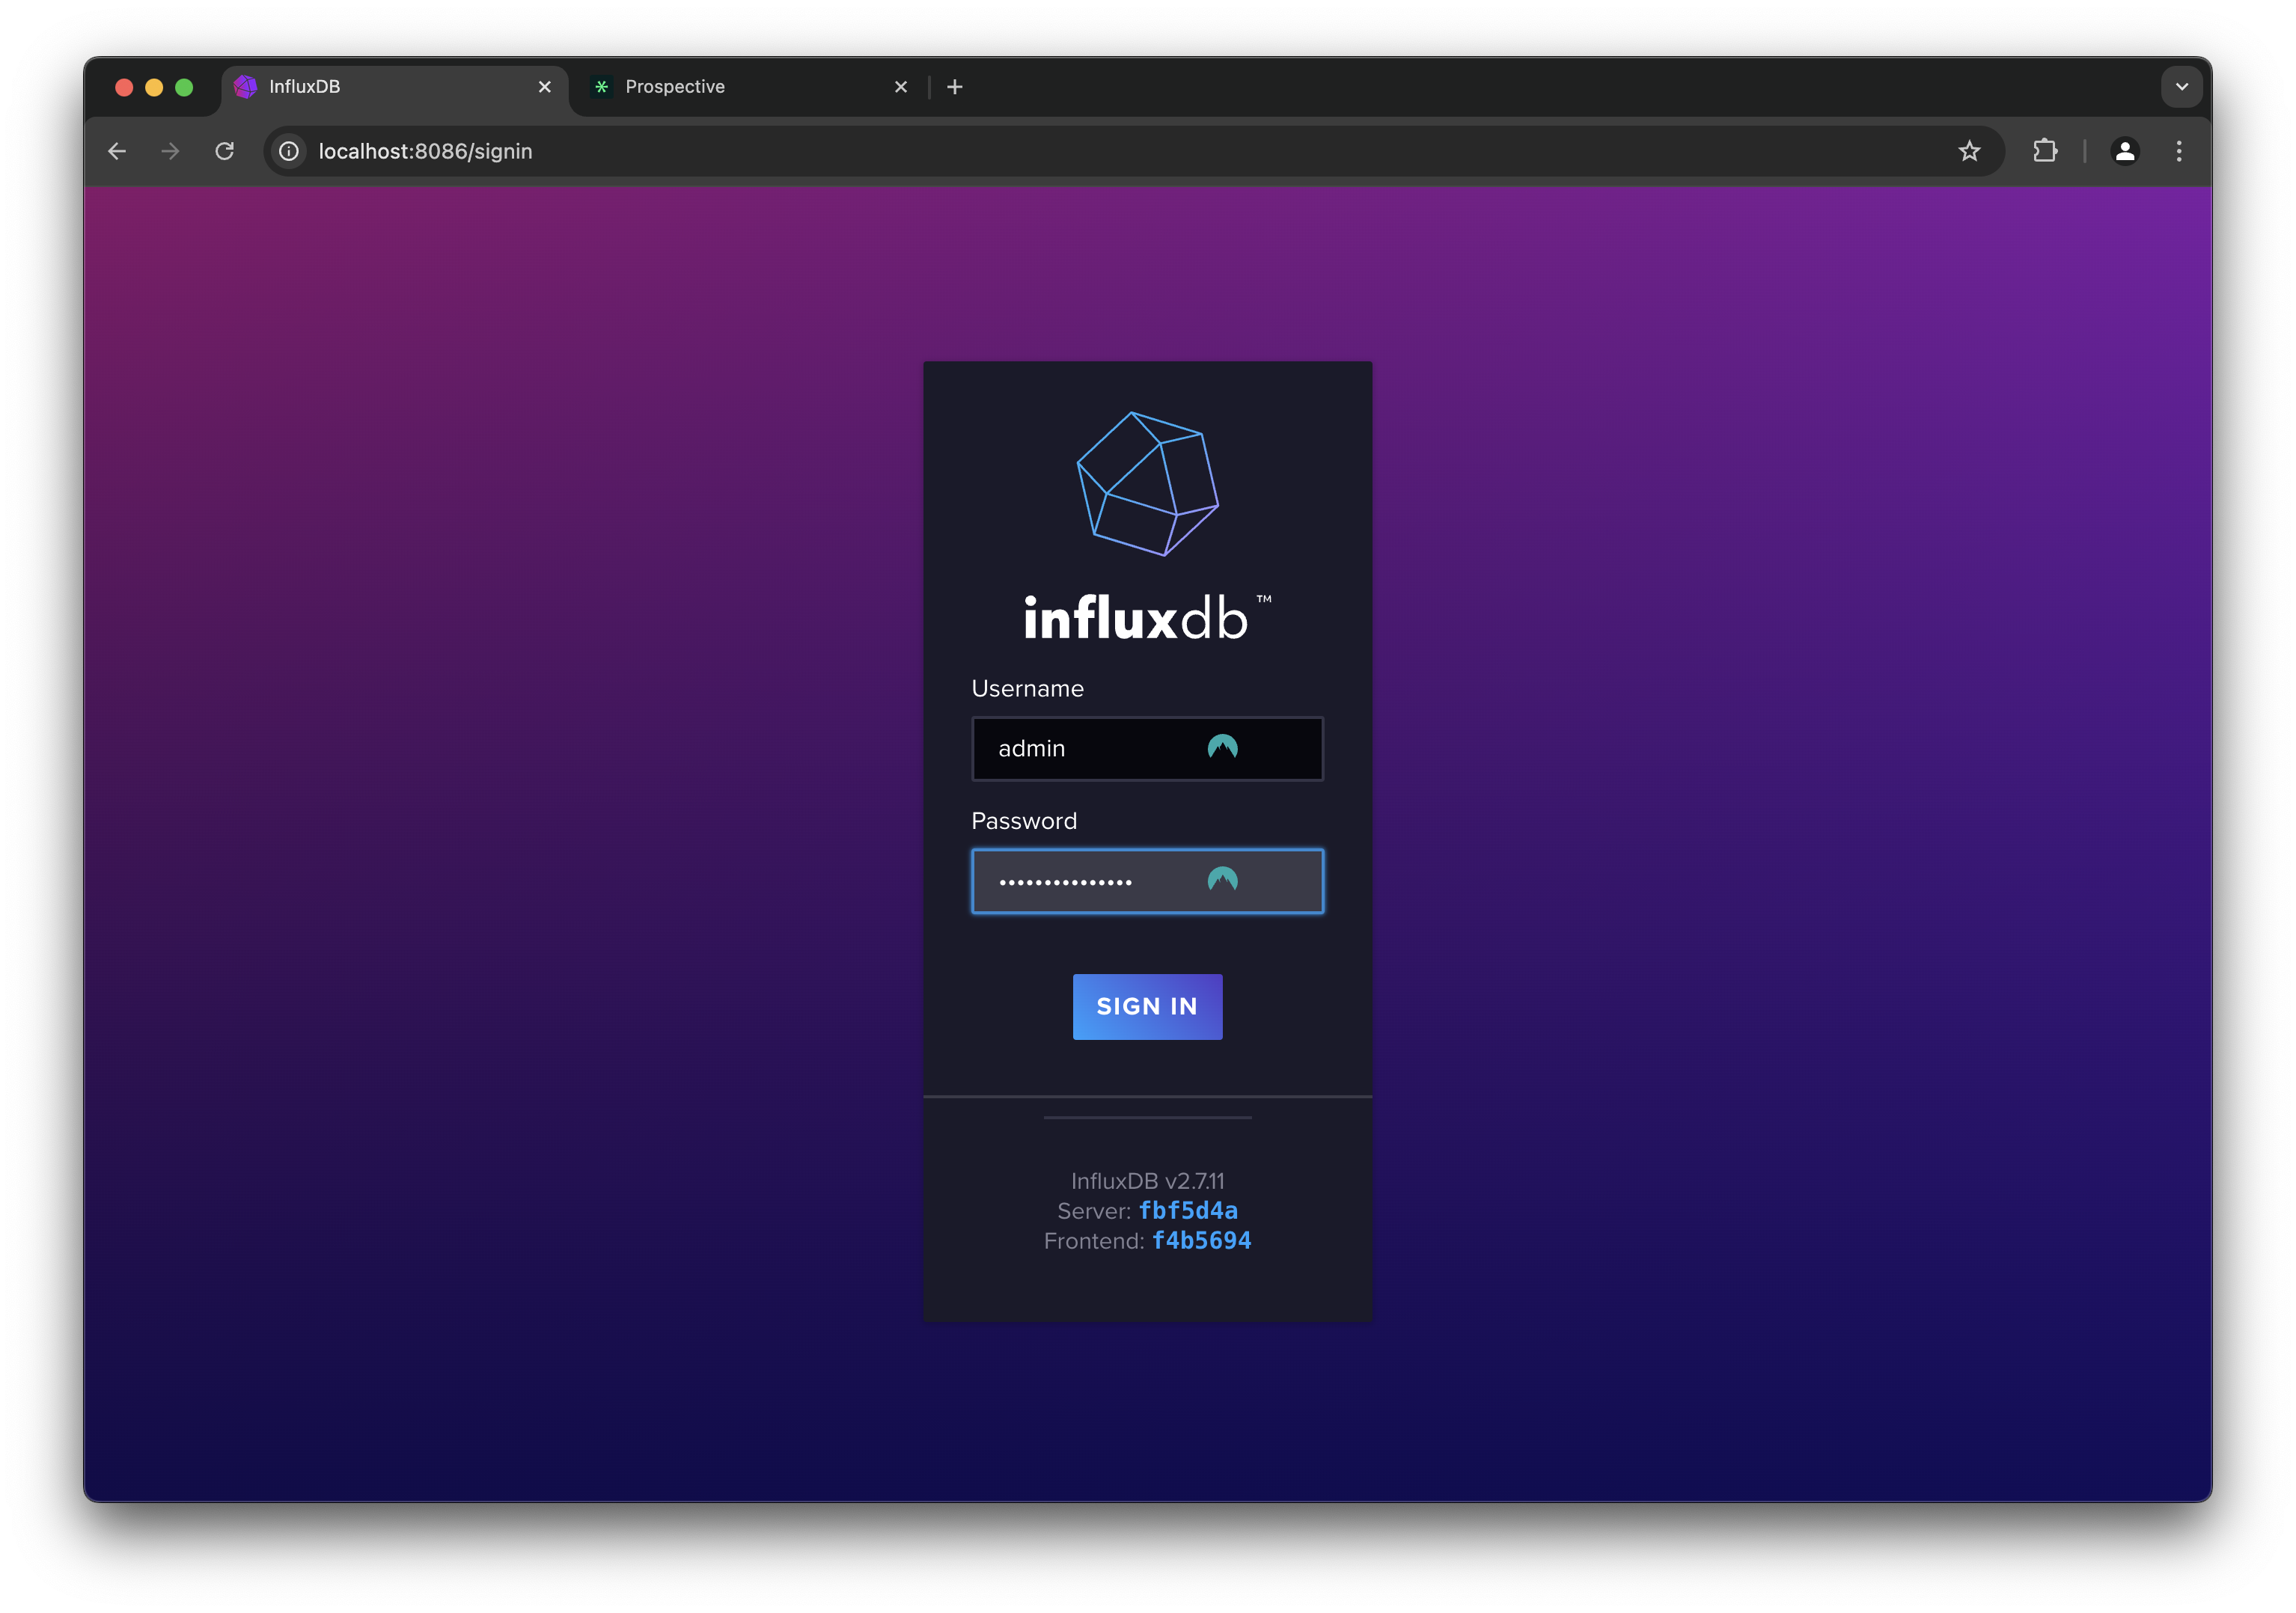 InfluxDB
Prospective
localhost:8086/signin
influxdb™
Username
admin
Password
•••••••••••••••
SIGN IN
InfluxDB v2.7.11
Server: fbf5d4a
Frontend: f4b5694